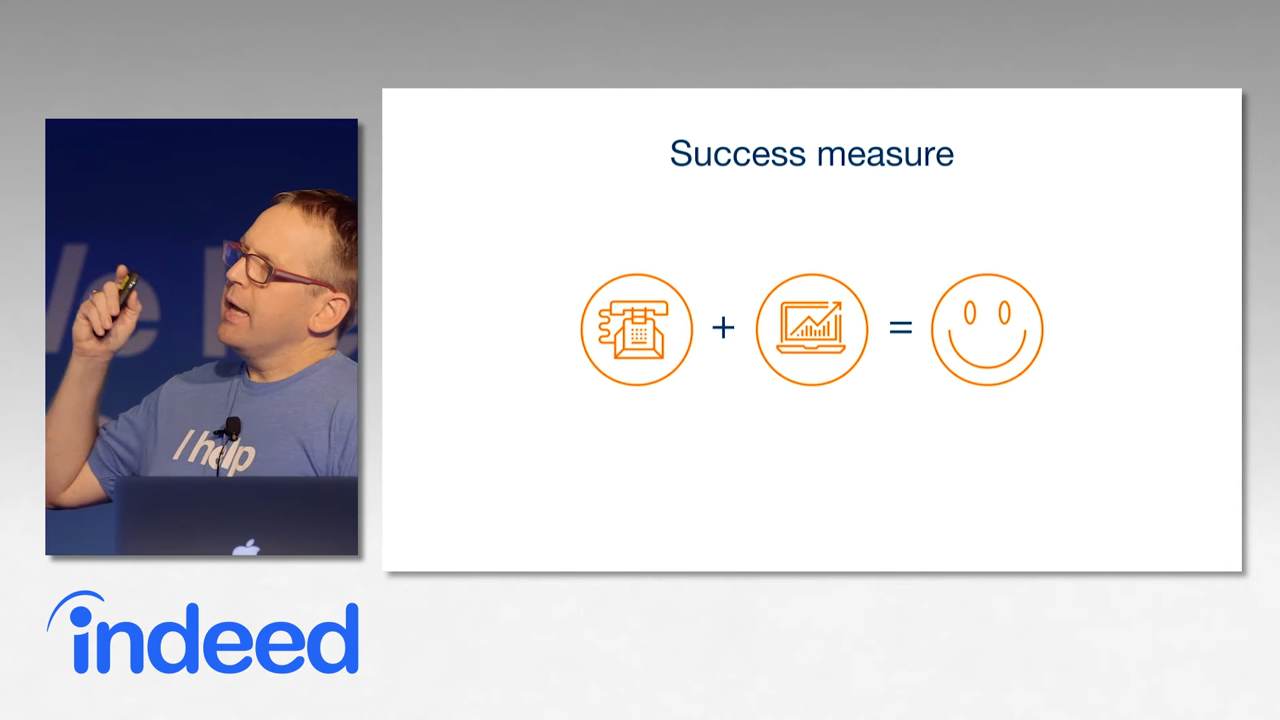 Success measure
+ =
I help
indeed